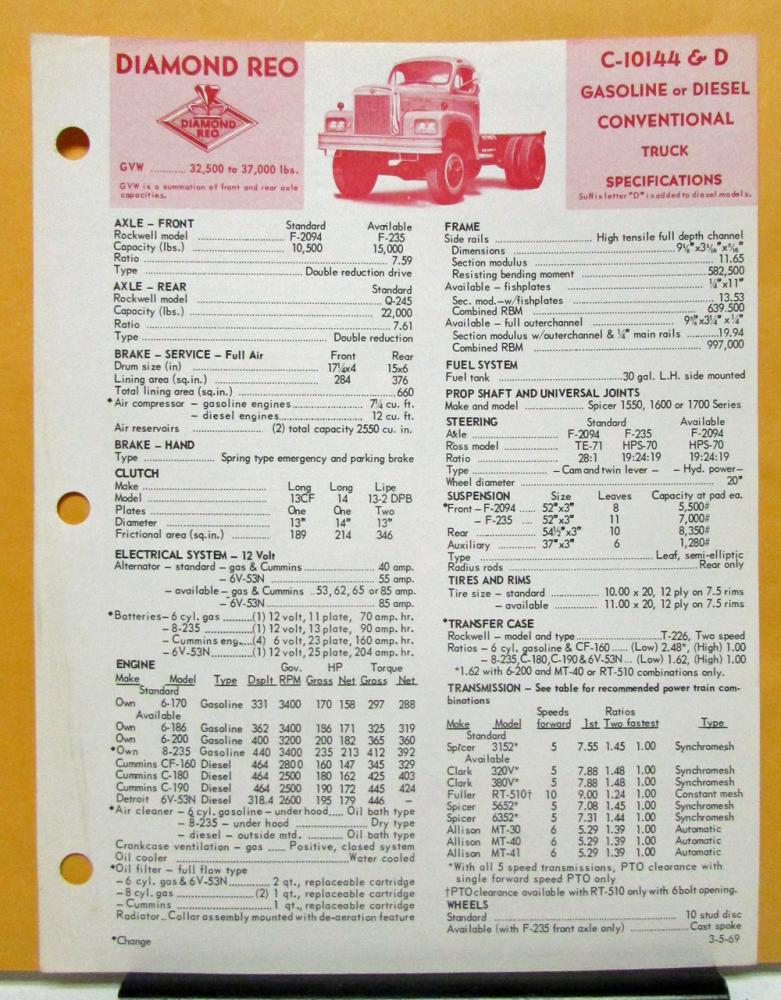 DIAMOND REO
DIAMOND
REO
GVW ........... 32,500 to 37,000 lbs.
GVW is a summation of front and rear axle
capacities.
C-10144 & D
GASOLINE or DIESEL
CONVENTIONAL
TRUCK
SPECIFICATIONS
Suffix letter "D" is added to diesel models.
AXLE – FRONT Standard Available
Rockwell model F-2094 F-235
Capacity (lbs.) 10,500 15,000
Ratio 7.59
Type Double reduction drive
AXLE – REAR Standard
Rockwell model Q-245
Capacity (lbs.) 22,000
Ratio 7.61
Type Double reduction
BRAKE – SERVICE – Full Air Front Rear
Drum size (in) 17¼x4 15x6
Lining area (sq.in.) 284 376
Total lining area (sq.in.) 660
*Air compressor – gasoline engines 7¼ cu. ft.
– diesel engines 12 cu. ft.
Air reservoirs (2) total capacity 2550 cu. in.
BRAKE – HAND
Type Spring type emergency and parking brake
CLUTCH
Make Long Long Lipe
Model 13CF 14 13-2 DPB
Plates One One Two
Diameter 13" 14" 13"
Frictional area (sq.in.) 189 214 346
ELECTRICAL SYSTEM – 12 Volt
Alternator – standard – gas & Cummins 40 amp.
– 6V-53N 55 amp.
– available – gas & Cummins 53, 62, 65 or 85 amp.
– 6V-53N 85 amp.
*Batteries – 6 cyl. gas (1) 12 volt, 11 plate, 70 amp. hr.
– 8-235 (1) 12 volt, 13 plate, 90 amp. hr.
– Cummins eng. (4) 6 volt, 23 plate, 160 amp. hr.
– 6V-53N (1) 12 volt, 25 plate, 204 amp. hr.
ENGINE Gov. HP Torque
Make Model Type Dsplt RPM Gross Net Gross Net
Standard
Own 6-170 Gasoline 331 3400 170 158 297 288
Available
Own 6-186 Gasoline 362 3400 186 171 325 319
Own 6-200 Gasoline 400 3200 200 182 365 360
*Own 8-235 Gasoline 440 3400 235 213 412 392
Cummins CF-160 Diesel 464 2800 160 147 345 329
Cummins C-180 Diesel 464 2500 180 162 425 403
Cummins C-190 Diesel 464 2500 190 172 445 424
Detroit 6V-53N Diesel 318.4 2600 195 179 446 –
*Air cleaner – 6 cyl. gasoline – underhood Oil bath type
– 8-235 – under hood Dry type
– diesel – outside mtd. Oil bath type
Crankcase ventilation – gas Positive, closed system
Oil cooler Water cooled
*Oil filter – full flow type
– 6 cyl. gas & 6V-53N 2 qt., replaceable cartridge
– 8 cyl. gas (2) 1 qt., replaceable cartridge
– Cummins 1 qt., replaceable cartridge
Radiator Collar assembly mounted with de-aeration feature
*Change
FRAME
Side rails High tensile full depth channel
Dimensions
Section modulus 11.65
Resisting bending moment 582,500
Available – fishplates ¼"x11"
Sec. mod. – w/fishplates 13.53
Combined RBM 639.500
Available – full outerchannel
Section modulus w/outerchannel & ¼" main rails 19.94
Combined RBM 997,000
FUEL SYSTEM
Fuel tank 30 gal. L.H. side mounted
PROP SHAFT AND UNIVERSAL JOINTS
Make and model Spicer 1550, 1600 or 1700 Series
STEERING Standard Available
Axle F-2094 F-235 F-2094
Ross model TE-71 HPS-70 HPS-70
Ratio 28:1 19:24:19 19:24:19
Type – Cam and twin lever – – Hyd. power –
Wheel diameter 20"
SUSPENSION Size Leaves Capacity at pad ea.
*Front – F-2094 52"x3" 8 5,500#
– F-235 52"x3" 11 7,000#
Rear 54½"x3" 10 8,350#
Auxiliary 37"x3" 6 1,280#
Type Leaf, semi-elliptic
Radius rods Rear only
TIRES AND RIMS
Tire size – standard 10.00 x 20, 12 ply on 7.5 rims
– available 11.00 x 20, 12 ply on 7.5 rims
*TRANSFER CASE
Rockwell – model and type T-226, Two speed
Ratios – 6 cyl. gasoline & CF-160 (Low) 2.48*, (High) 1.00
– 8-235, C-180, C-190 & 6V-53N (Low) 1.62, (High) 1.00
*1.62 with 6-200 and MT-40 or RT-510 combinations only.
TRANSMISSION – See table for recommended power train com-
binations
Speeds Ratios
Make Model forward 1st Two fastest Type
Standard
Spicer 3152* 5 7.55 1.45 1.00 Synchromesh
Available
Clark 320V* 5 7.88 1.48 1.00 Synchromesh
Clark 380V* 5 7.88 1.48 1.00 Synchromesh
Fuller RT-510† 10 9.00 1.24 1.00 Constant mesh
Spicer 5652* 5 7.08 1.45 1.00 Synchromesh
Spicer 6352* 5 7.31 1.44 1.00 Synchromesh
Allison MT-30 6 5.29 1.39 1.00 Automatic
Allison MT-40 6 5.29 1.39 1.00 Automatic
Allison MT-41 6 5.29 1.39 1.00 Automatic
*With all 5 speed transmissions, PTO clearance with
single forward speed PTO only
†PTO clearance available with RT-510 only with 6 bolt opening.
WHEELS
Standard 10 stud disc
Available (with F-235 front axle only) Cast spoke
3-5-69